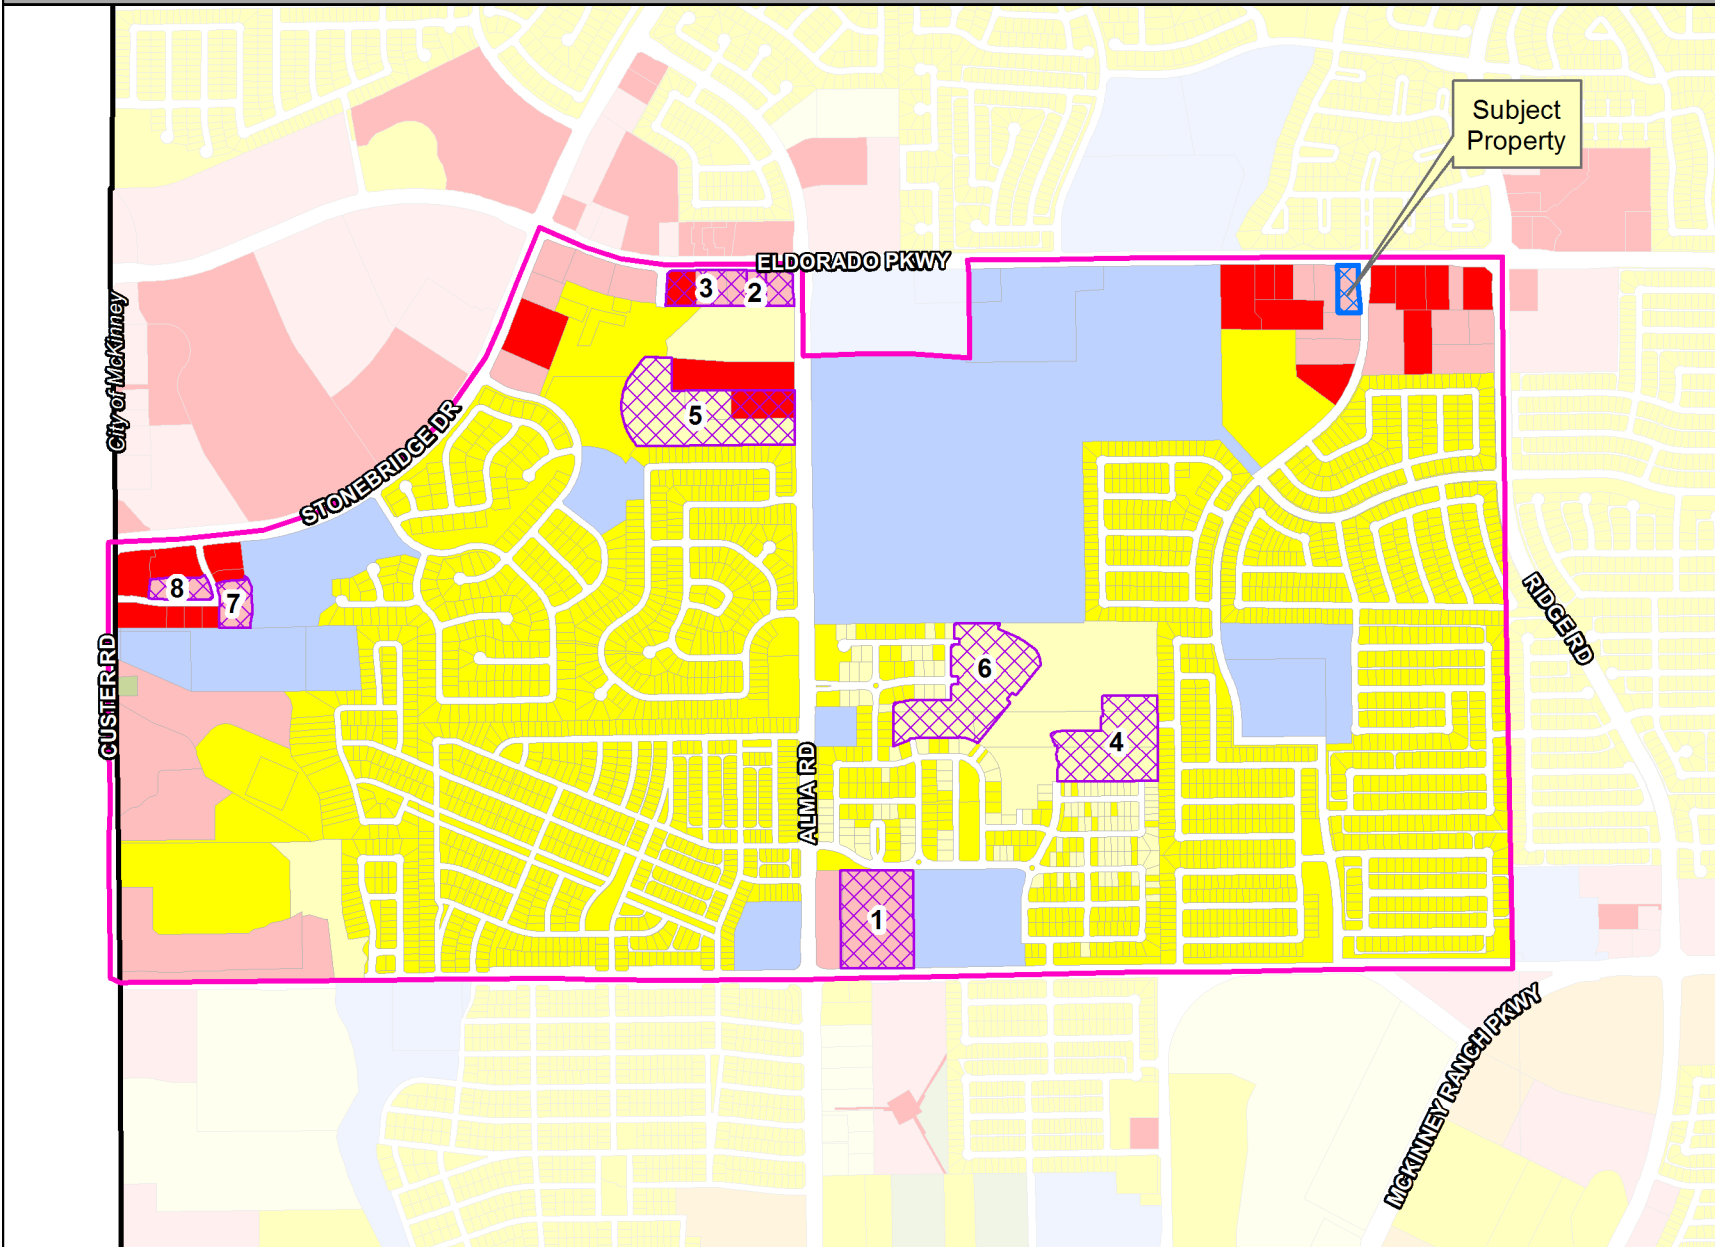 Subject
Property
ELDORADO PKWY
3
2
City of McKinney
5
STONEBRIDGE DR
8
7
RIDGE RD
CUSTER RD
6
4
ALMA RD
1
MCKINNEY RANCH PKWY